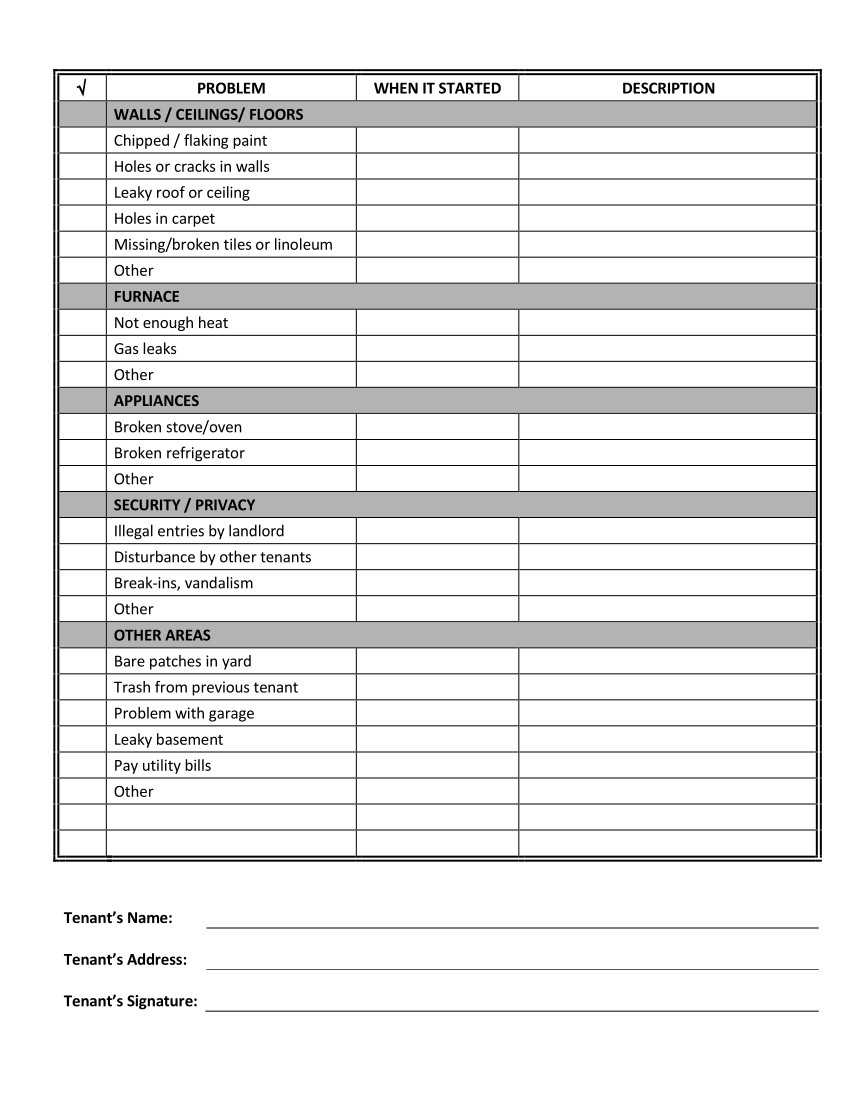 √ PROBLEM WHEN IT STARTED DESCRIPTION
WALLS / CEILINGS/ FLOORS
Chipped / flaking paint
Holes or cracks in walls
Leaky roof or ceiling
Holes in carpet
Missing/broken tiles or linoleum
Other
FURNACE
Not enough heat
Gas leaks
Other
APPLIANCES
Broken stove/oven
Broken refrigerator
Other
SECURITY / PRIVACY
Illegal entries by landlord
Disturbance by other tenants
Break-ins, vandalism
Other
OTHER AREAS
Bare patches in yard
Trash from previous tenant
Problem with garage
Leaky basement
Pay utility bills
Other
Tenant’s Name:
Tenant’s Address:
Tenant’s Signature: